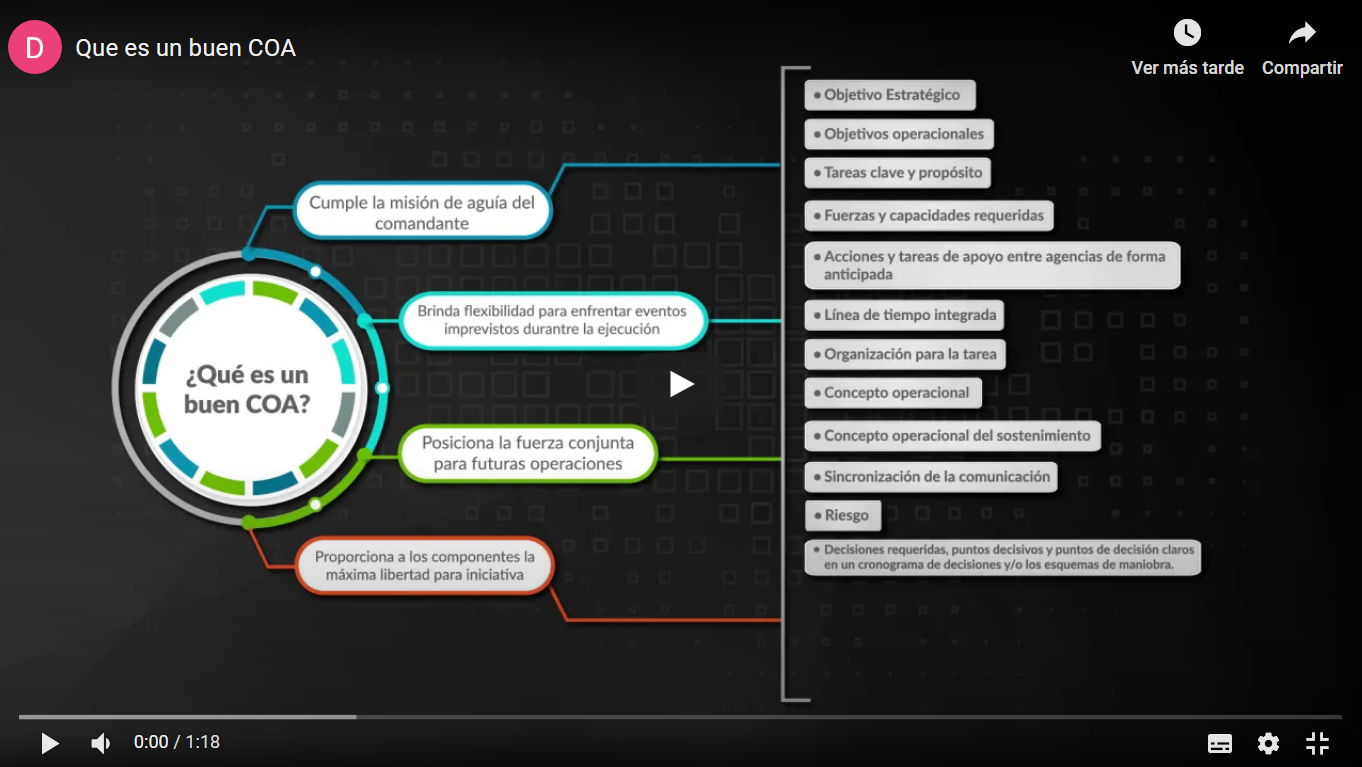 D
Que es un buen COA
Ver más tarde
Compartir
¿Qué es un
buen COA?
Cumple la misión de aguía del
comandante
Brinda flexibilidad para enfrentar eventos
imprevistos durantre la ejecución
Posiciona la fuerza conjunta
para futuras operaciones
Proporciona a los componentes la
máxima libertad para iniciativa
• Objetivo Estratégico
• Objetivos operacionales
• Tareas clave y propósito
• Fuerzas y capacidades requeridas
• Acciones y tareas de apoyo entre agencias de forma
anticipada
• Línea de tiempo integrada
• Organización para la tarea
• Concepto operacional
• Concepto operacional del sostenimiento
• Sincronización de la comunicación
• Riesgo
• Decisiones requeridas, puntos decisivos y puntos de decisión claros
en un cronograma de decisiones y/o los esquemas de maniobra.
0:00 / 1:18